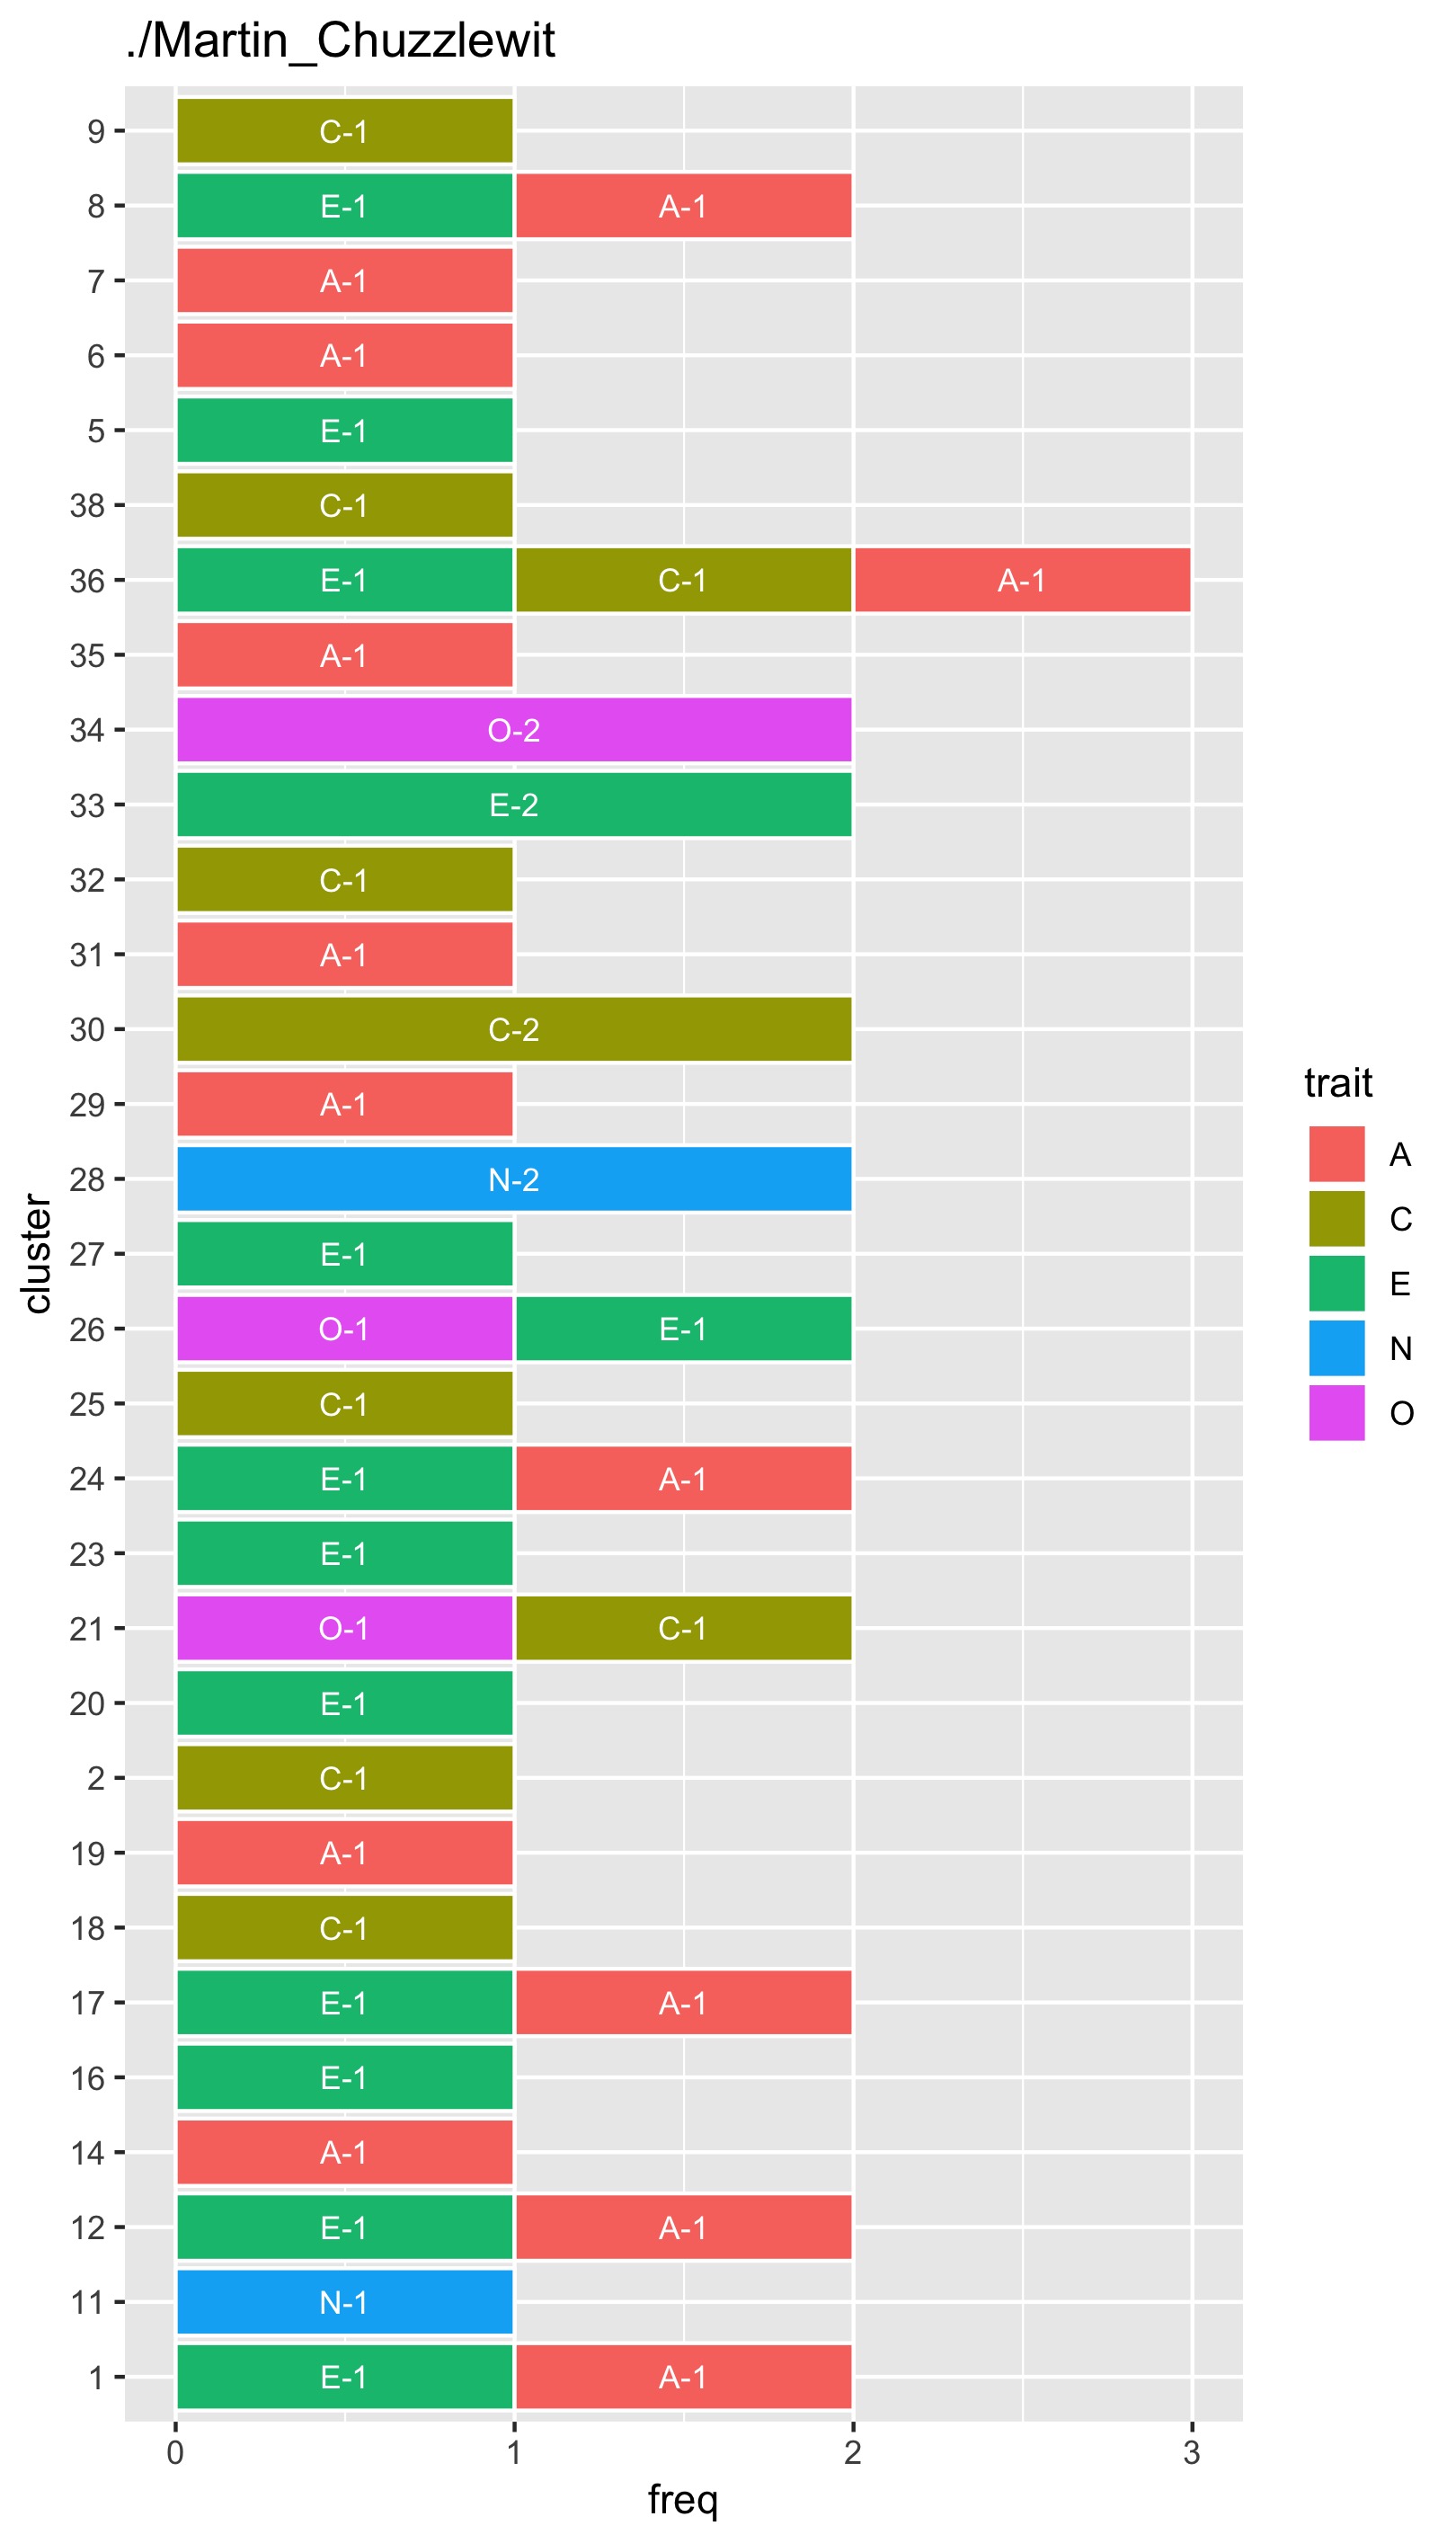 ./Martin_Chuzzlewit
9 C-1
8 E-1 A-1
7 A-1
6 A-1
5 E-1
38 C-1
36 E-1 C-1 A-1
35 A-1
34 O-2
33 E-2
32 C-1
31 A-1
30 C-2
29 A-1
28 N-2
27 E-1
26 O-1 E-1
25 C-1
24 E-1 A-1
23 E-1
21 O-1 C-1
20 E-1
2 C-1
19 A-1
18 C-1
17 E-1 A-1
16 E-1
14 A-1
12 E-1 A-1
11 N-1
1 E-1 A-1
0 1 2 3
freq
cluster
trait
A
C
E
N
O